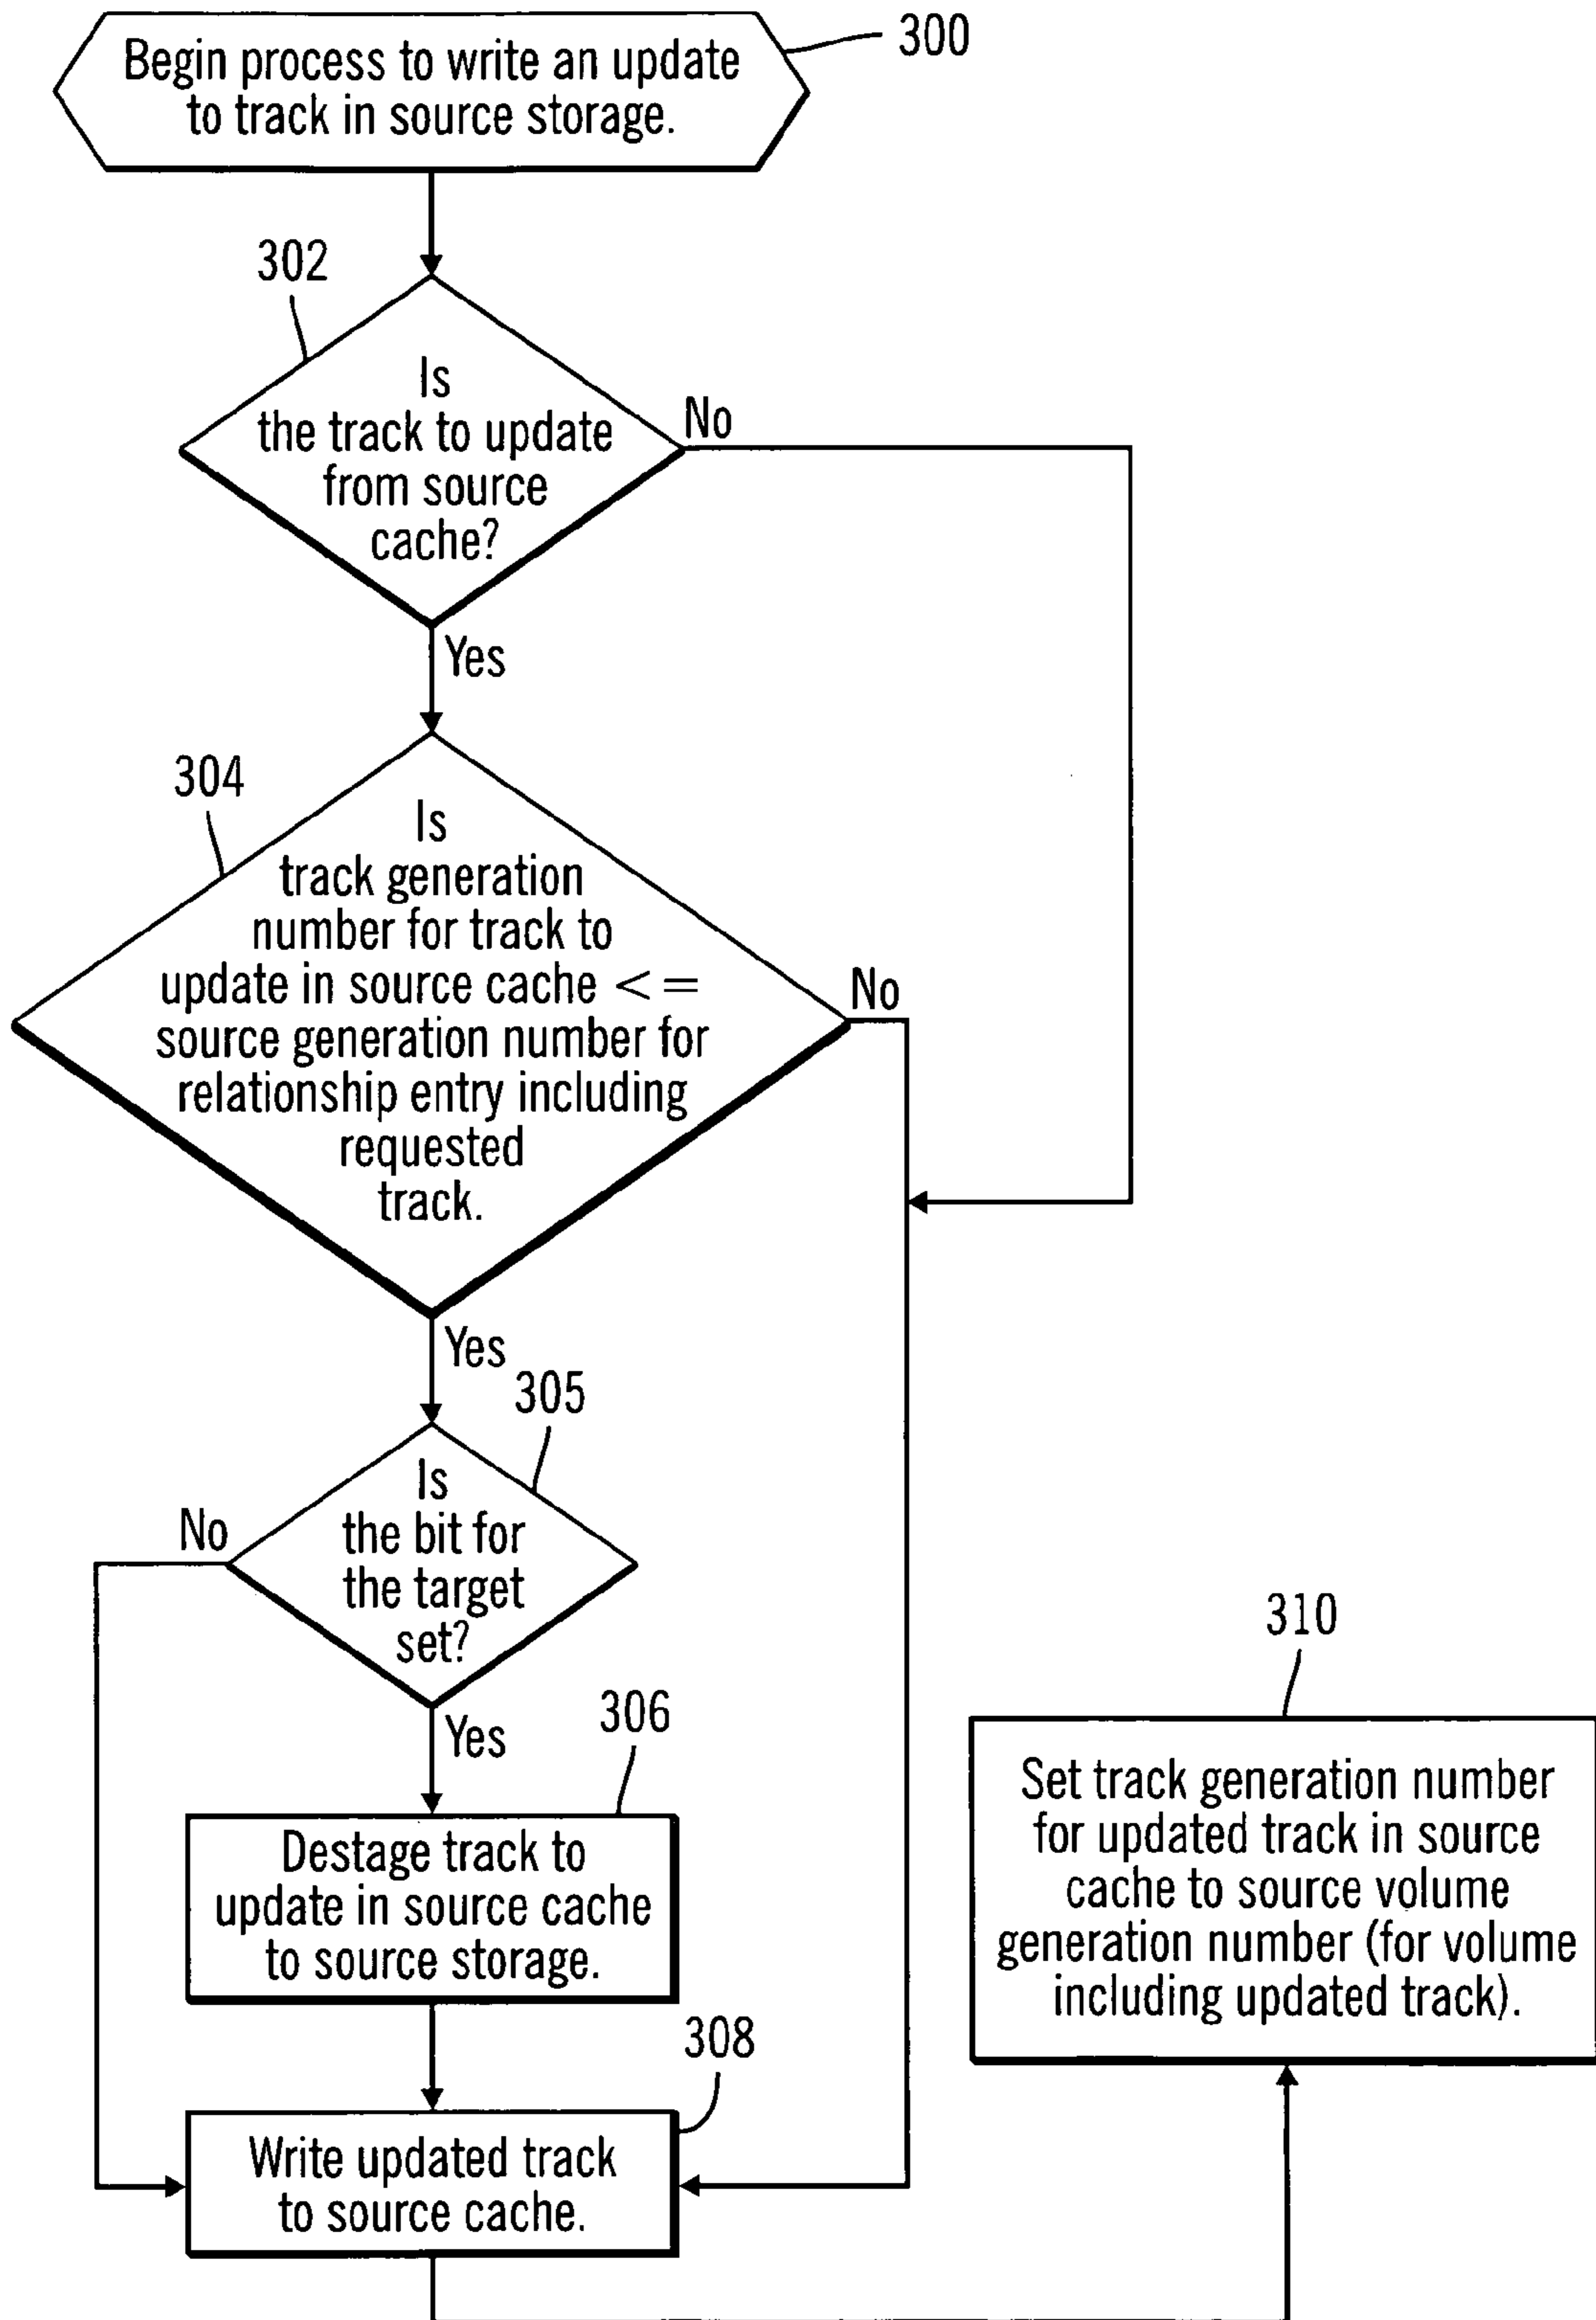 Begin process to write an update
to track in source storage.
300
302
Is
the track to update
from source
cache?
No
Yes
304
Is
track generation
number for track to
update in source cache < =
source generation number for
relationship entry including
requested
track.
No
Yes
305
Is
the bit for
the target
set?
No
Yes
306
Destage track to
update in source cache
to source storage.
308
Write updated track
to source cache.
310
Set track generation number
for updated track in source
cache to source volume
generation number (for volume
including updated track).